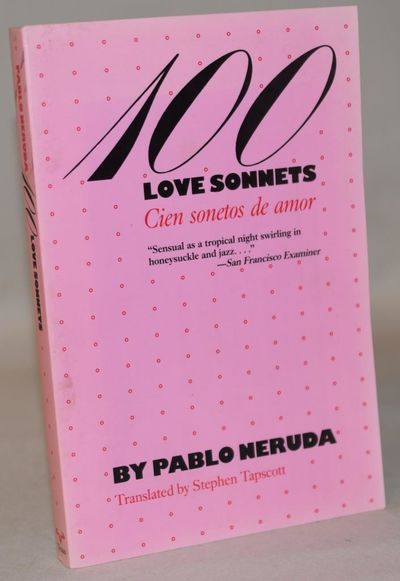 100
LOVE SONNETS
Cien sonetos de amor
“Sensual as a tropical night swirling in
honeysuckle and jazz. . . .”
—San Francisco Examiner
BY PABLO NERUDA
Translated by Stephen Tapscott
PABLO NERUDA 100 LOVE SONNETS